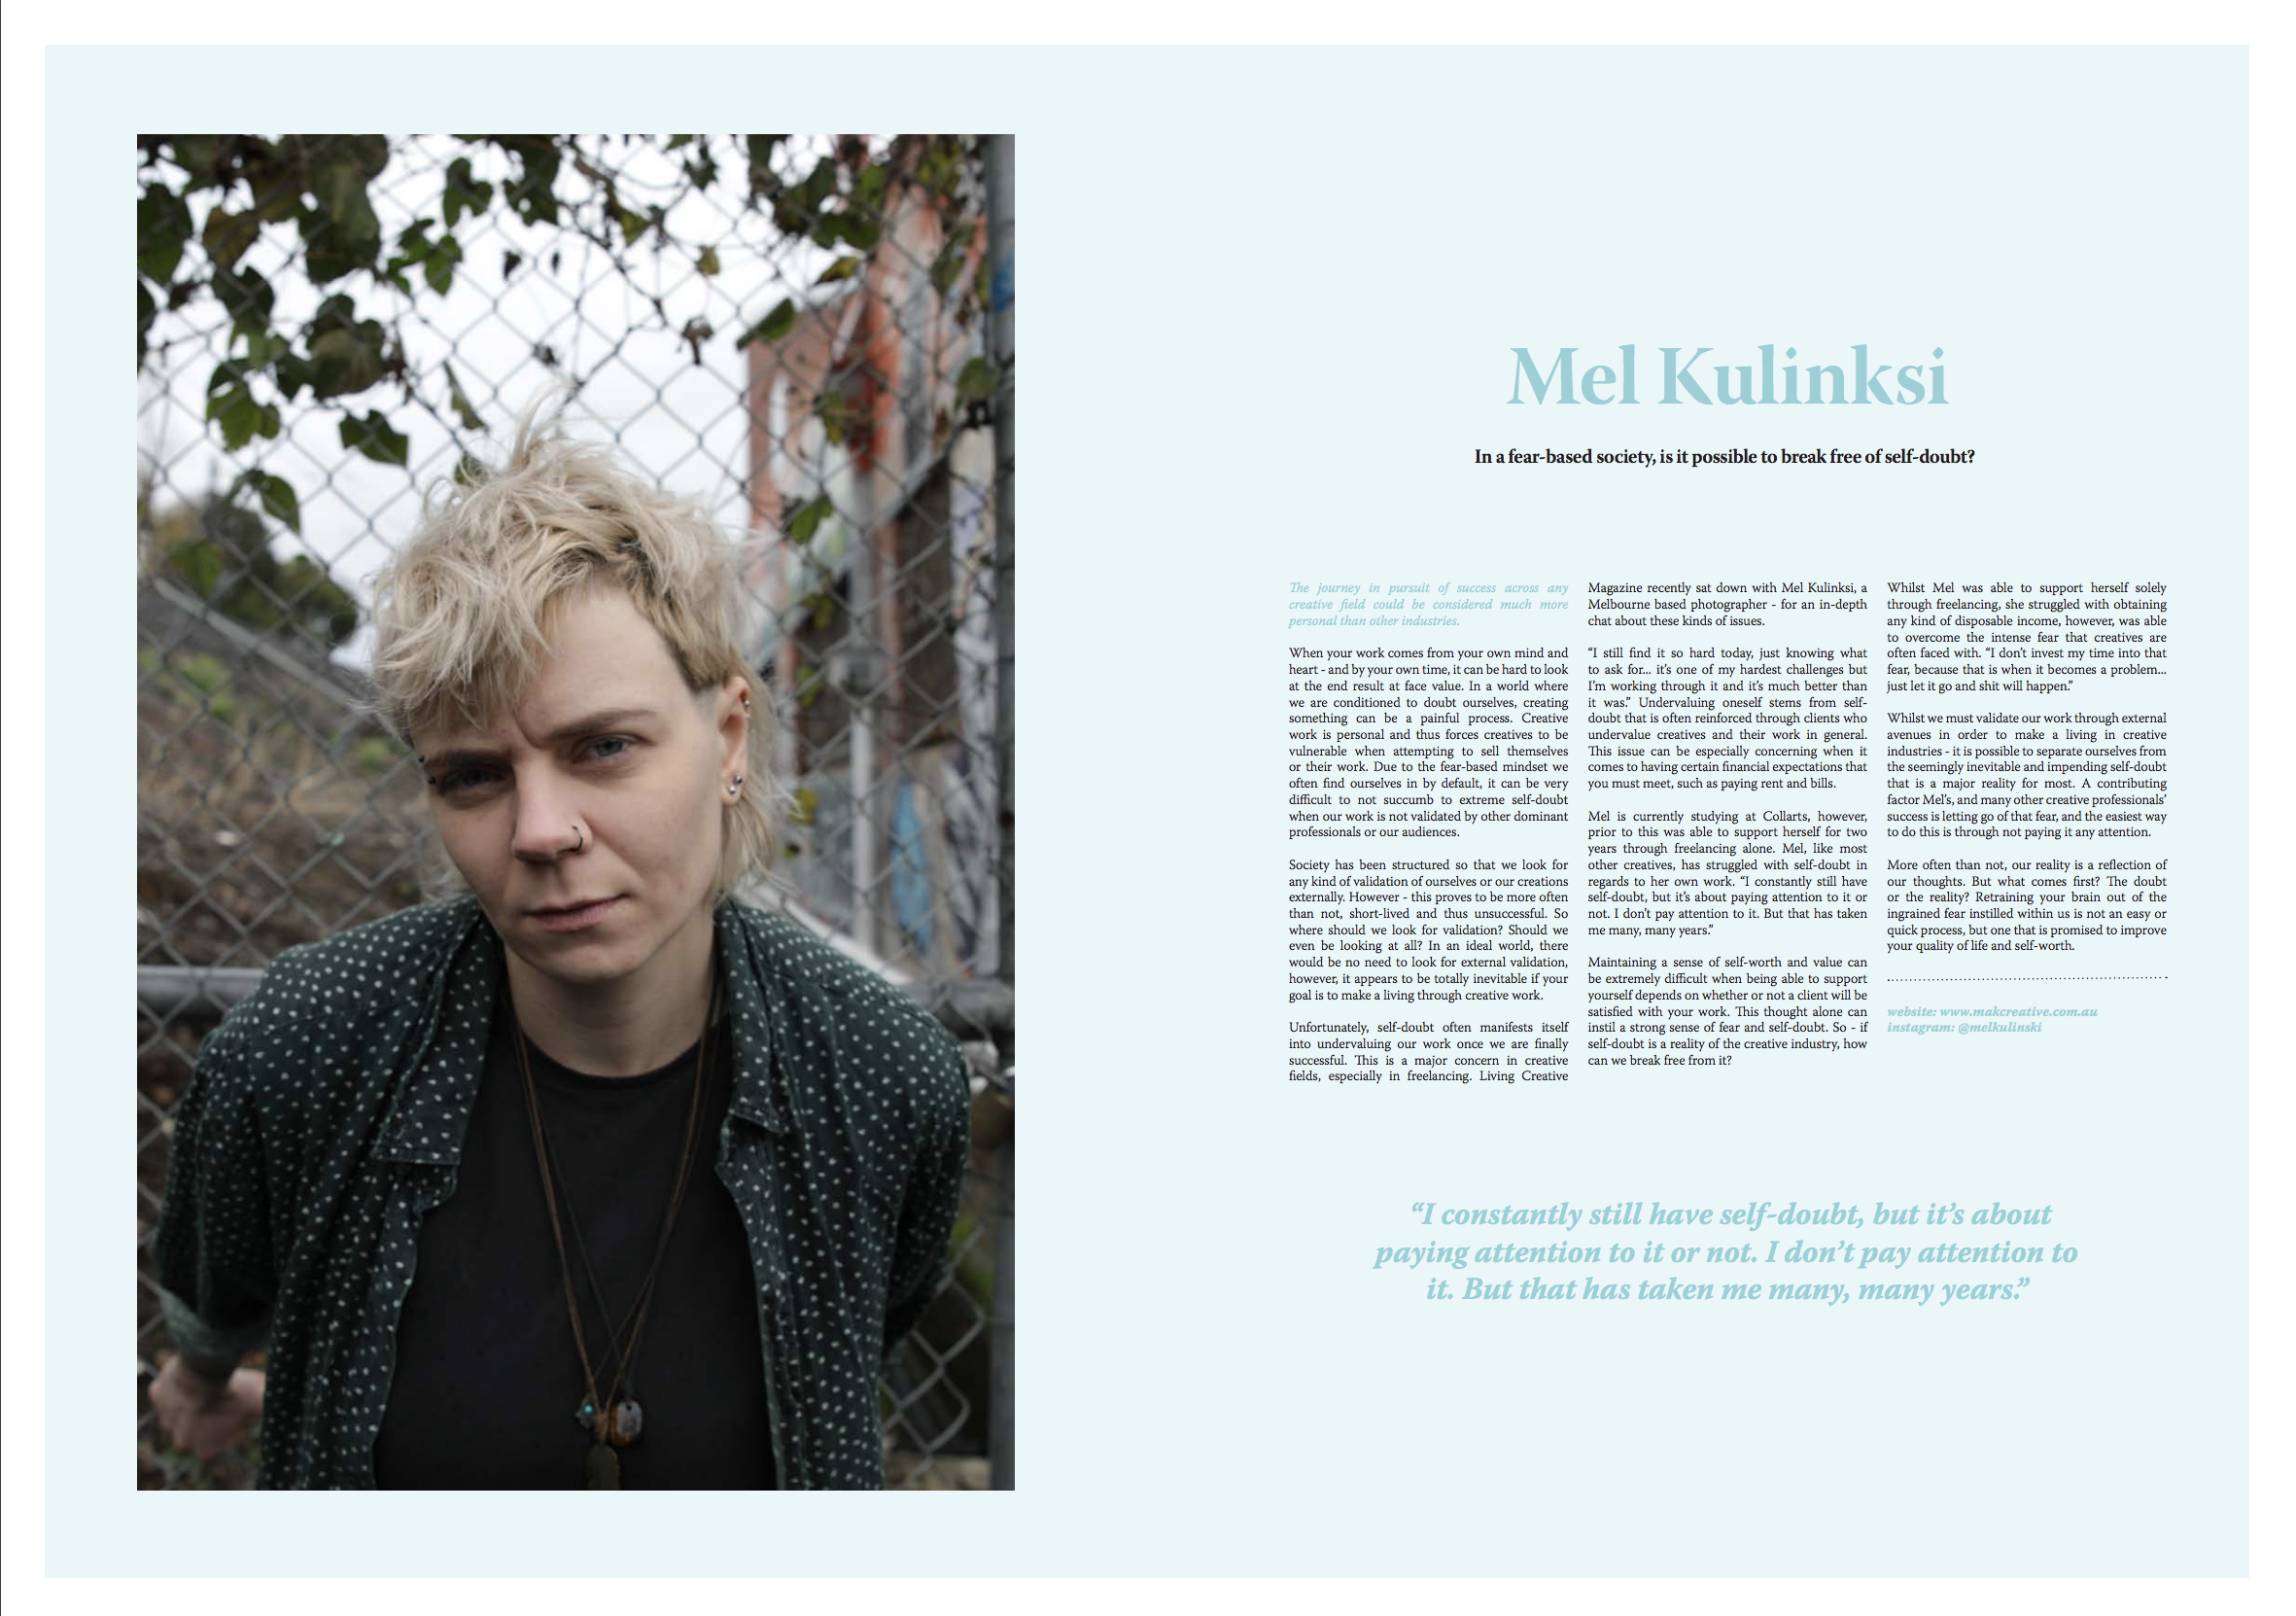 Mel Kulinksi
In a fear-based society, is it possible to break free of self-doubt?
The journey in pursuit of success across any
creative field could be considered much more
personal than other industries.
When your work comes from your own mind and
heart - and by your own time, it can be hard to look
at the end result at face value. In a world where
we are conditioned to doubt ourselves, creating
something can be a painful process. Creative
work is personal and thus forces creatives to be
vulnerable when attempting to sell themselves
or their work. Due to the fear-based mindset we
often find ourselves in by default, it can be very
difficult to not succumb to extreme self-doubt
when our work is not validated by other dominant
professionals or our audiences.
Society has been structured so that we look for
any kind of validation of ourselves or our creations
externally. However - this proves to be more often
than not, short-lived and thus unsuccessful. So
where should we look for validation? Should we
even be looking at all? In an ideal world, there
would be no need to look for external validation,
however, it appears to be totally inevitable if your
goal is to make a living through creative work.
Unfortunately, self-doubt often manifests itself
into undervaluing our work once we are finally
successful. This is a major concern in creative
fields, especially in freelancing. Living Creative
Magazine recently sat down with Mel Kulinksi, a
Melbourne based photographer - for an in-depth
chat about these kinds of issues.
“I still find it so hard today, just knowing what
to ask for... it’s one of my hardest challenges but
I’m working through it and it’s much better than
it was.” Undervaluing oneself stems from self-
doubt that is often reinforced through clients who
undervalue creatives and their work in general.
This issue can be especially concerning when it
comes to having certain financial expectations that
you must meet, such as paying rent and bills.
Mel is currently studying at Collarts, however,
prior to this was able to support herself for two
years through freelancing alone. Mel, like most
other creatives, has struggled with self-doubt in
regards to her own work. “I constantly still have
self-doubt, but it’s about paying attention to it or
not. I don’t pay attention to it. But that has taken
me many, many years.”
Maintaining a sense of self-worth and value can
be extremely difficult when being able to support
yourself depends on whether or not a client will be
satisfied with your work. This thought alone can
instil a strong sense of fear and self-doubt. So - if
self-doubt is a reality of the creative industry, how
can we break free from it?
Whilst Mel was able to support herself solely
through freelancing, she struggled with obtaining
any kind of disposable income, however, was able
to overcome the intense fear that creatives are
often faced with. “I don’t invest my time into that
fear, because that is when it becomes a problem...
just let it go and shit will happen.”
Whilst we must validate our work through external
avenues in order to make a living in creative
industries - it is possible to separate ourselves from
the seemingly inevitable and impending self-doubt
that is a major reality for most. A contributing
factor Mel’s, and many other creative professionals’
success is letting go of that fear, and the easiest way
to do this is through not paying it any attention.
More often than not, our reality is a reflection of
our thoughts. But what comes first? The doubt
or the reality? Retraining your brain out of the
ingrained fear instilled within us is not an easy or
quick process, but one that is promised to improve
your quality of life and self-worth.
website: www.makcreative.com.au
instagram: @melkulinski
“I constantly still have self-doubt, but it’s about
paying attention to it or not. I don’t pay attention to
it. But that has taken me many, many years.”